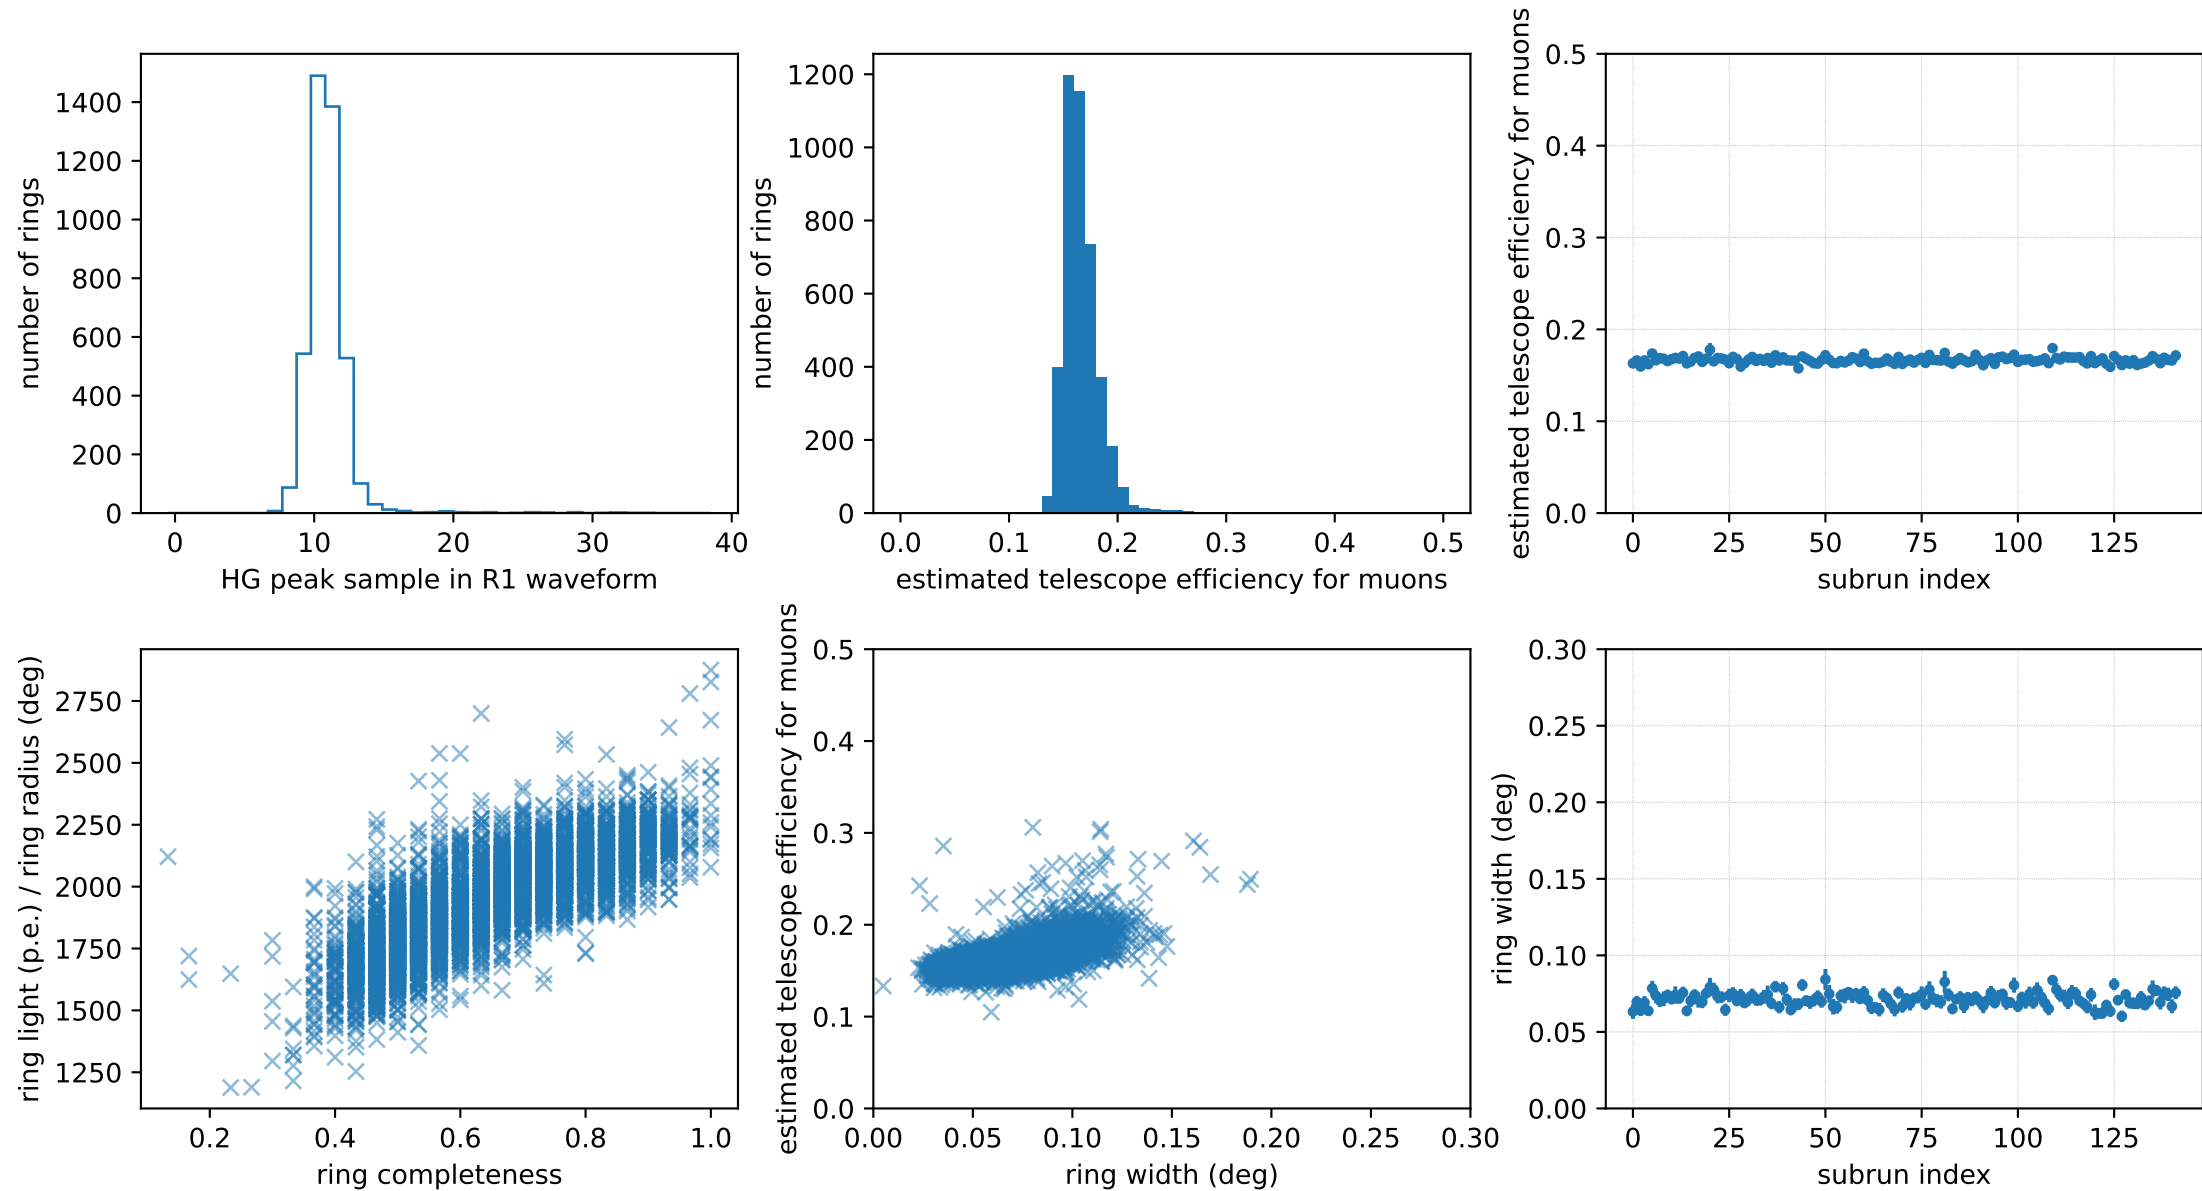 number of rings
1400
1200
1000
800
600
400
200
0
0 10 20 30 40
HG peak sample in R1 waveform
number of rings
1200
1000
800
600
400
200
0
0.0 0.1 0.2 0.3 0.4 0.5
estimated telescope efficiency for muons
estimated telescope efficiency for muons
0.5
0.4
0.3
0.2
0.1
0.0
0 25 50 75 100 125
subrun index
ring light (p.e.) / ring radius (deg)
2750
2500
2250
2000
1750
1500
1250
0.2 0.4 0.6 0.8 1.0
ring completeness
estimated telescope efficiency for muons
0.5
0.4
0.3
0.2
0.1
0.0
0.00 0.05 0.10 0.15 0.20 0.25 0.30
ring width (deg)
ring width (deg)
0.30
0.25
0.20
0.15
0.10
0.05
0.00
0 25 50 75 100 125
subrun index